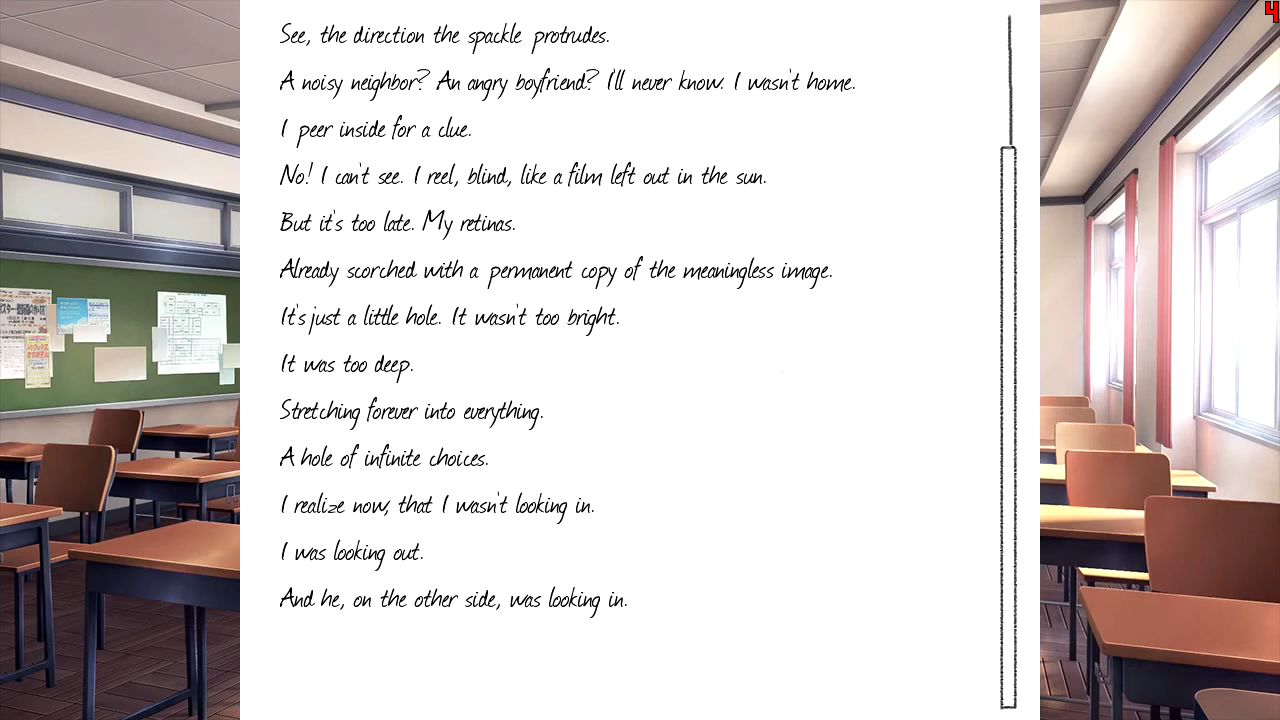 See, the direction the spackle protrudes.
A noisy neighbor? An angry boyfriend? I'll never know. I wasn't home.
I peer inside for a clue.
No! I can't see. I reel, blind, like a film left out in the sun.
But it's too late. My retinas.
Already scorched with a permanent copy of the meaningless image.
It's just a little hole. It wasn't too bright.
It was too deep.
Stretching forever into everything.
A hole of infinite choices.
I realize now, that I wasn't looking in.
I was looking out.
And he, on the other side, was looking in.
4